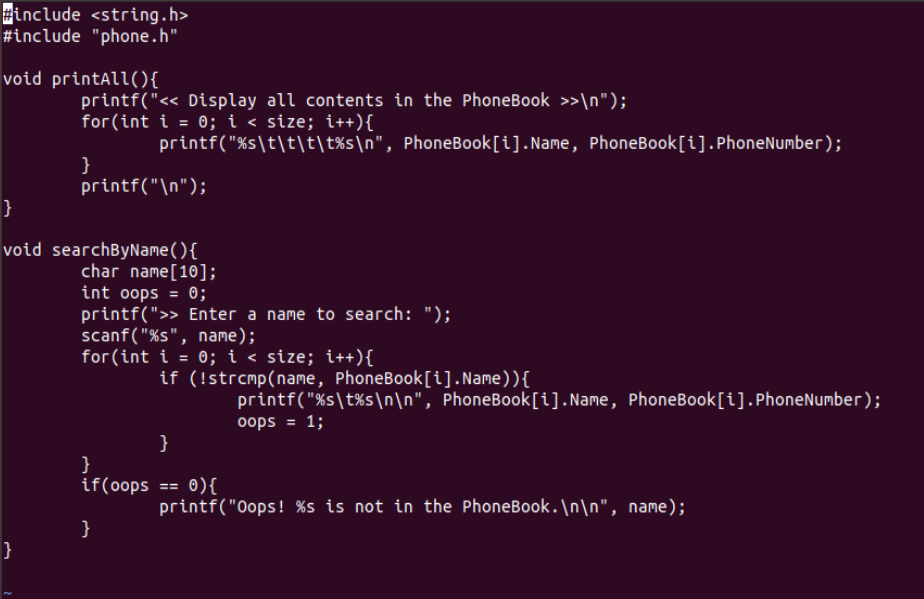 #include <string.h>
#include "phone.h"

void printAll(){
        printf("<< Display all contents in the PhoneBook >>\n");
        for(int i = 0; i < size; i++){
                printf("%s\t\t\t\t%s\n", PhoneBook[i].Name, PhoneBook[i].PhoneNumber);
        }
        printf("\n");
}

void searchByName(){
        char name[10];
        int oops = 0;
        printf(">> Enter a name to search: ");
        scanf("%s", name);
        for(int i = 0; i < size; i++){
                if (!strcmp(name, PhoneBook[i].Name)){
                        printf("%s\t%s\n\n", PhoneBook[i].Name, PhoneBook[i].PhoneNumber);
                        oops = 1;
                }
        }
        if(oops == 0){
                printf("Oops! %s is not in the PhoneBook.\n\n", name);
        }
}

~